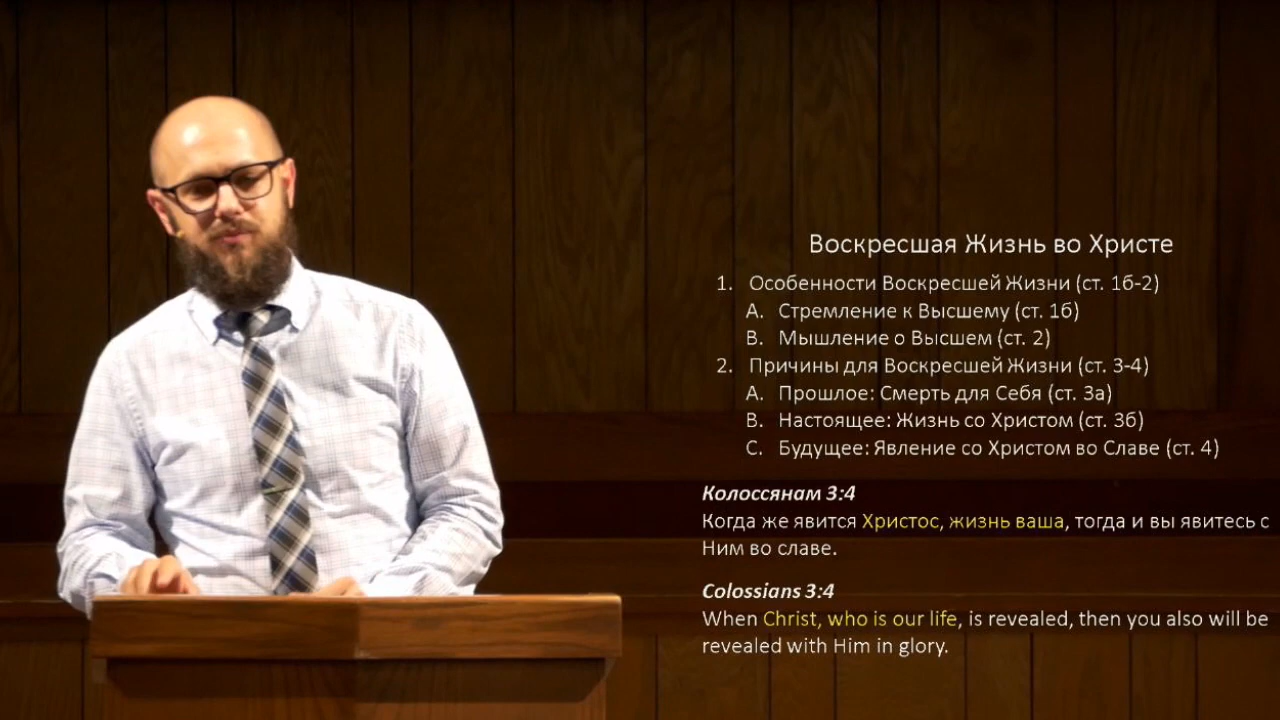 Воскресшая Жизнь во Христе
1. Особенности Воскресшей Жизни (ст. 1б-2)
A. Стремление к Высшему (ст. 1б)
B. Мышление о Высшем (ст. 2)
2. Причины для Воскресшей Жизни (ст. 3-4)
A. Прошлое: Смерть для Себя (ст. 3а)
B. Настоящее: Жизнь со Христом (ст. 3б)
C. Будущее: Явление со Христом во Славе (ст. 4)
Колоссянам 3:4
Когда же явится Христос, жизнь ваша, тогда и вы явитесь с
Ним во славе.
Colossians 3:4
When Christ, who is our life, is revealed, then you also will be
revealed with Him in glory.